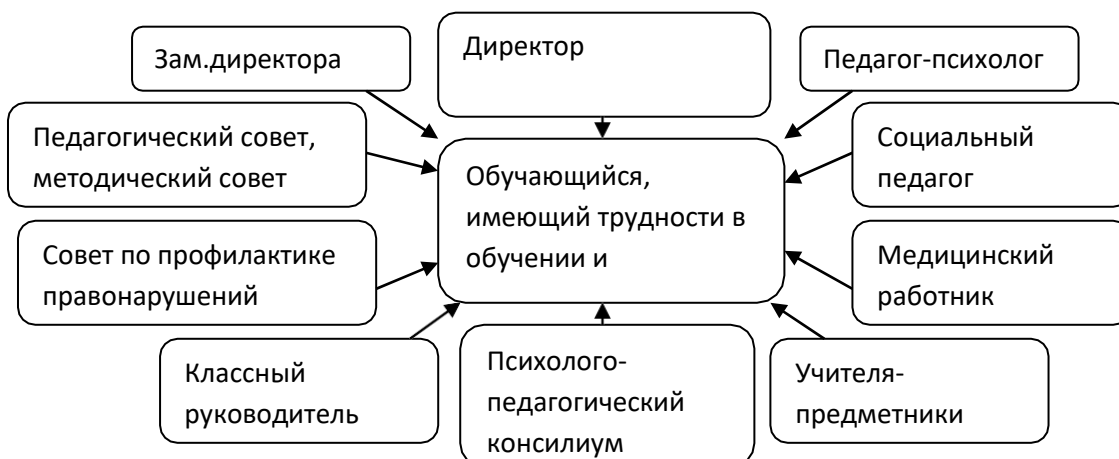 Зам.директора
Директор
Педагог-психолог
Педагогический совет,
методический совет
Обучающийся,
имеющий трудности в
обучении и
Социальный
педагог
Совет по профилактике
правонарушений
Медицинский
работник
Классный
руководитель
Психолого-
педагогический
консилиум
Учителя-
предметники